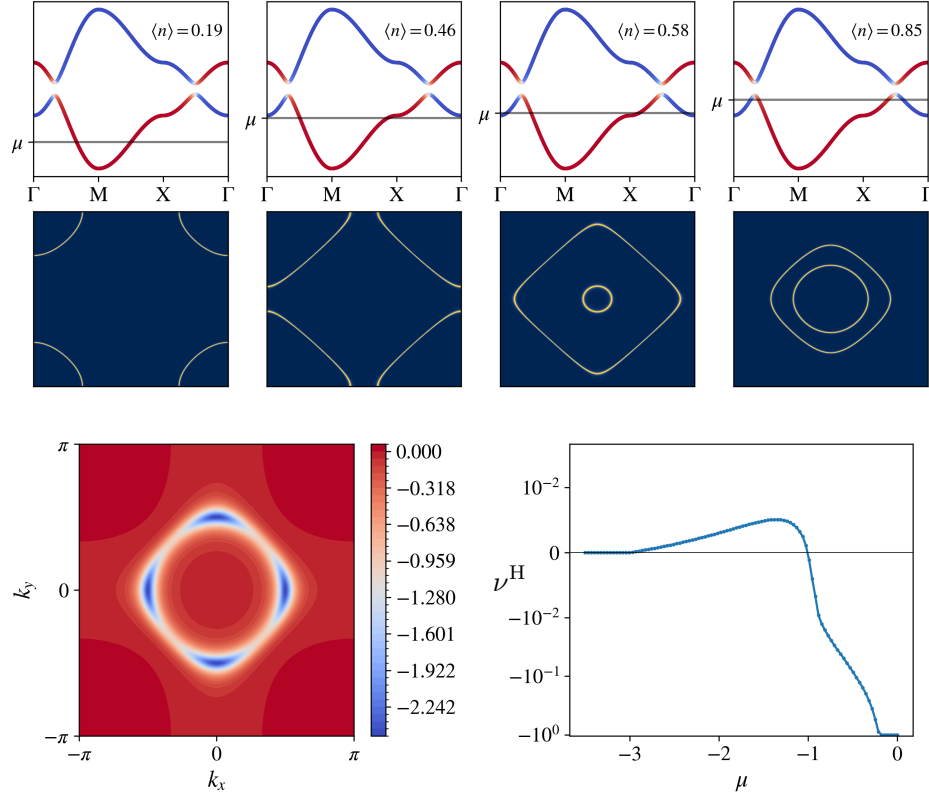 ⟨n⟩ = 0.19
⟨n⟩ = 0.46
⟨n⟩ = 0.58
⟨n⟩ = 0.85
μ
μ
μ
μ
Γ M X Γ
Γ M X Γ
Γ M X Γ
Γ M X Γ
π
0
−π
k_y
−π 0 π
k_x
0.000
−0.318
−0.638
−0.959
−1.280
−1.601
−1.922
−2.242
10⁻²
0
-10⁻²
-10⁻¹
-10⁰
ν^H
−3 −2 −1 0
μ